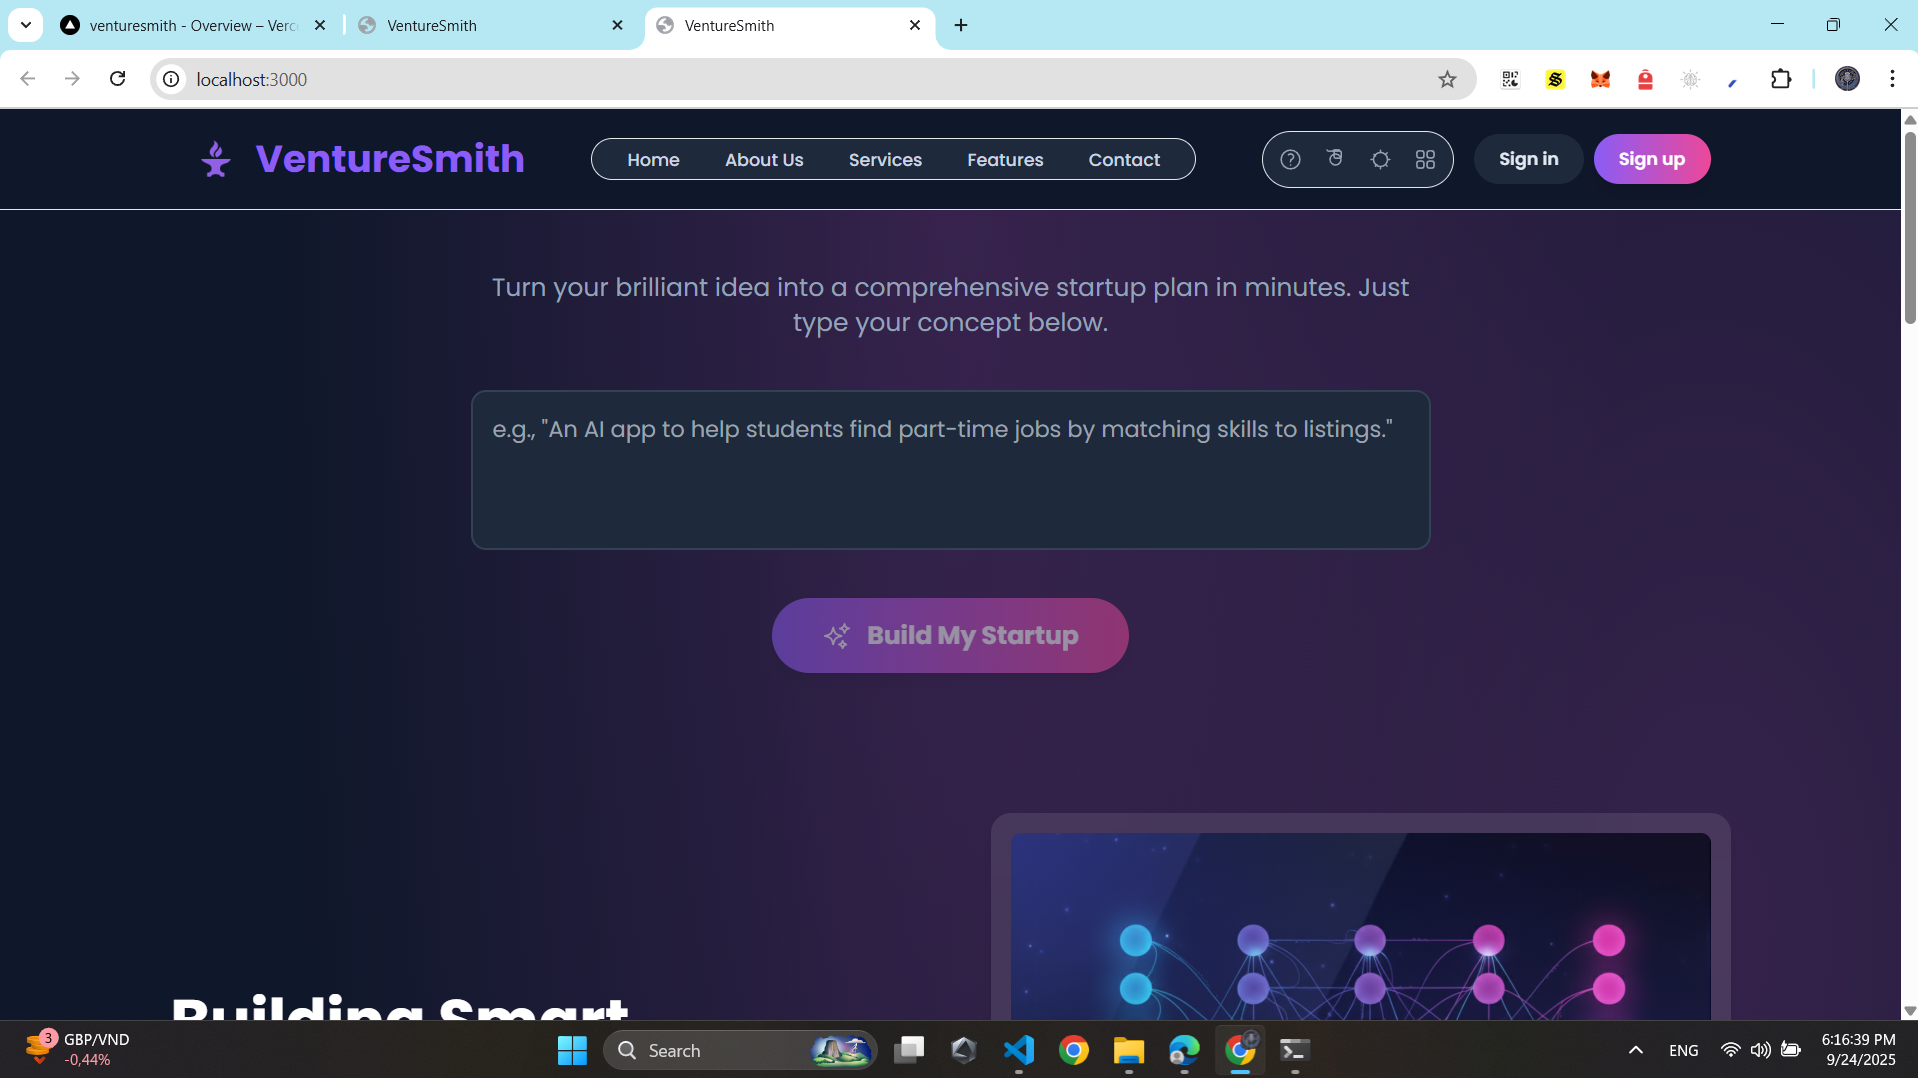 venturesmith - Overview – Verc
VentureSmith
VentureSmith
localhost:3000
VentureSmith
Home
About Us
Services
Features
Contact
Sign in
Sign up
Turn your brilliant idea into a comprehensive startup plan in minutes. Just
type your concept below.
e.g., "An AI app to help students find part-time jobs by matching skills to listings."
Build My Startup
Building Smart
3
GBP/VND
-0,44%
Search
ENG
6:16:39 PM
9/24/2025